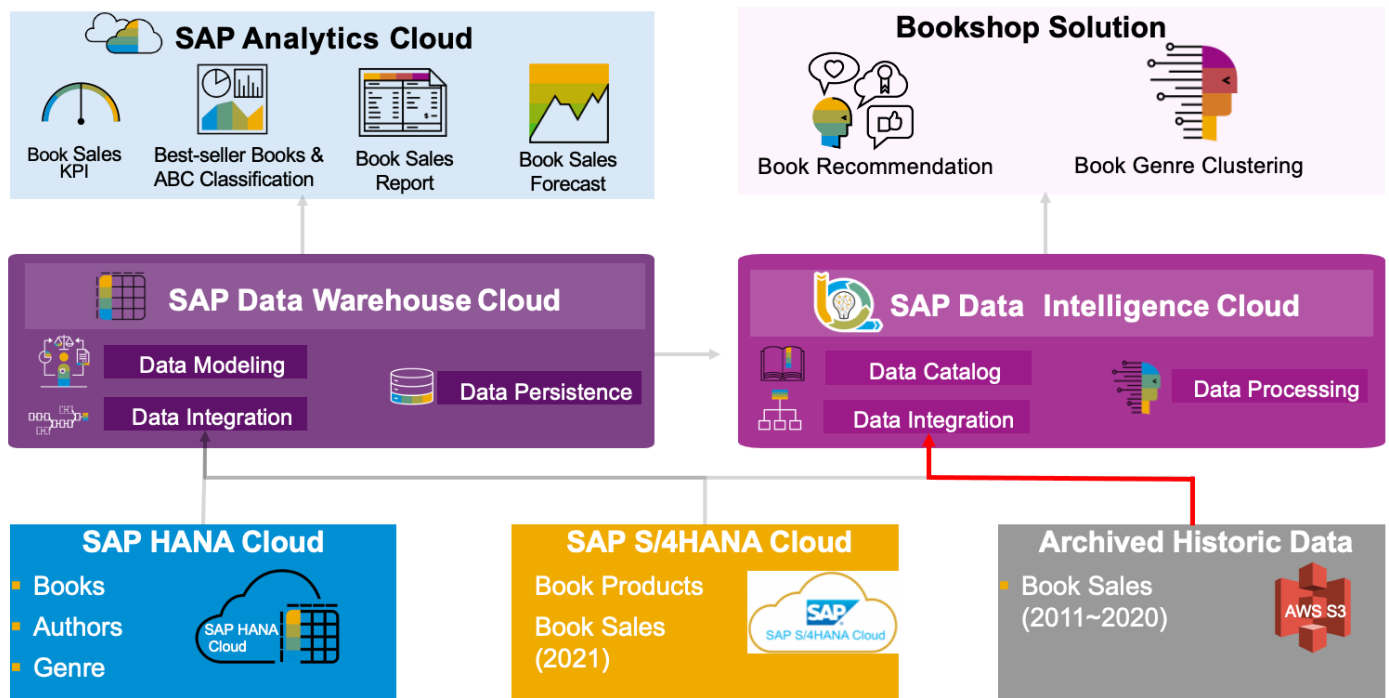 SAP Analytics Cloud
Book Sales
KPI
Best-seller Books &
ABC Classification
Book Sales
Report
Book Sales
Forecast
Bookshop Solution
Book Recommendation
Book Genre Clustering
SAP Data Warehouse Cloud
Data Modeling
Data Integration
Data Persistence
SAP Data Intelligence Cloud
Data Catalog
Data Integration
Data Processing
SAP HANA Cloud
Books
Authors
Genre
SAP HANA
Cloud
SAP S/4HANA Cloud
Book Products
Book Sales
(2021)
SAP
SAP S/4HANA Cloud
Archived Historic Data
Book Sales
(2011~2020)
AWS S3